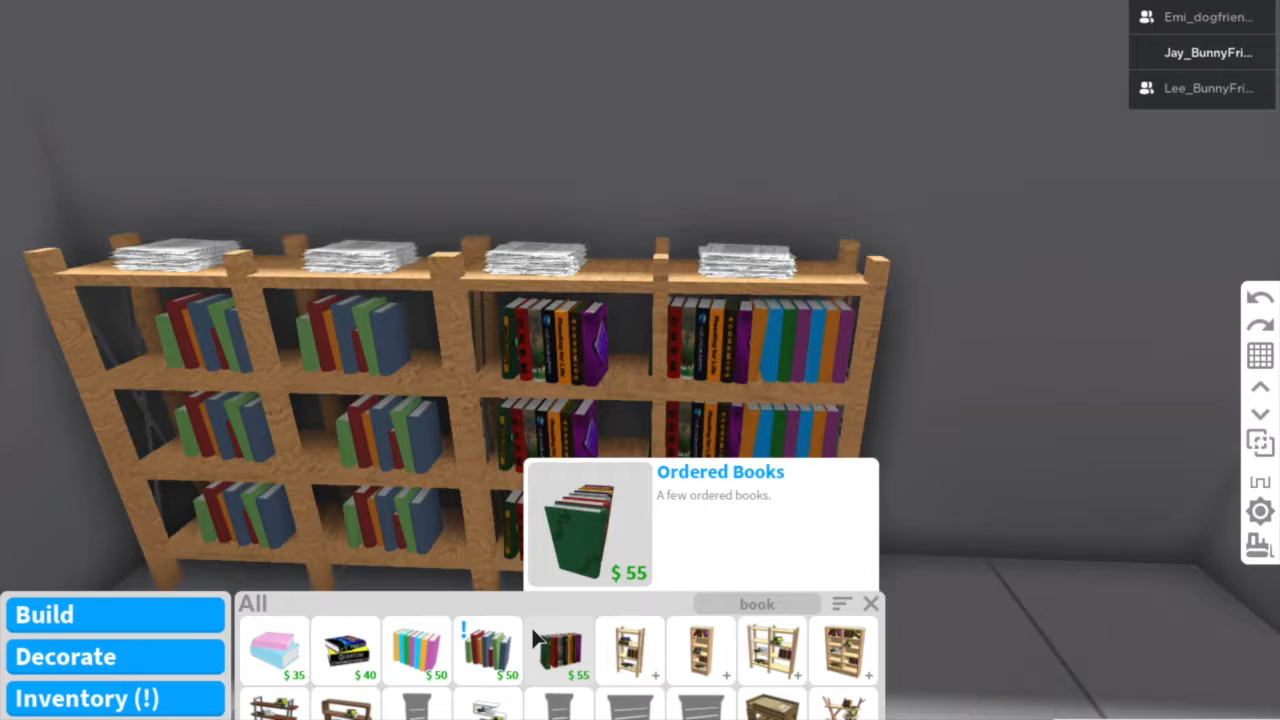 Emi_dogfrien...
Jay_BunnyFri...
Lee_BunnyFri...
Ordered Books
A few ordered books.
$ 55
All
book
Build
Decorate
Inventory (!)
!
$ 35
$ 40
$ 50
$ 50
$ 55
+
+
+
+